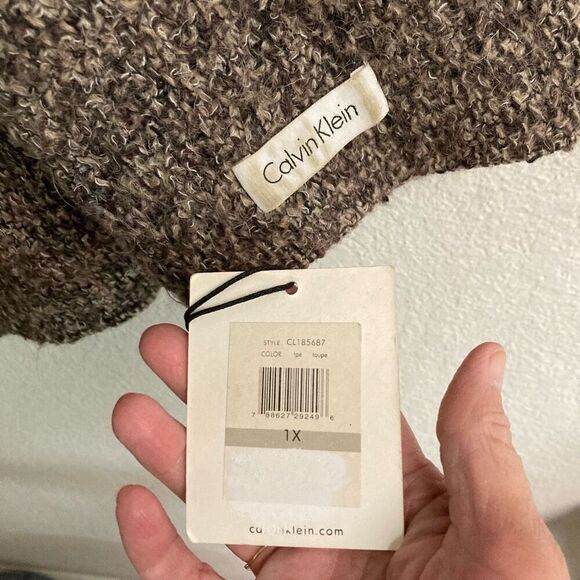 Calvin Klein
STYLE CL185687
COLOR tpe taupe
7 88627 29249 6
1X
calvinklein.com